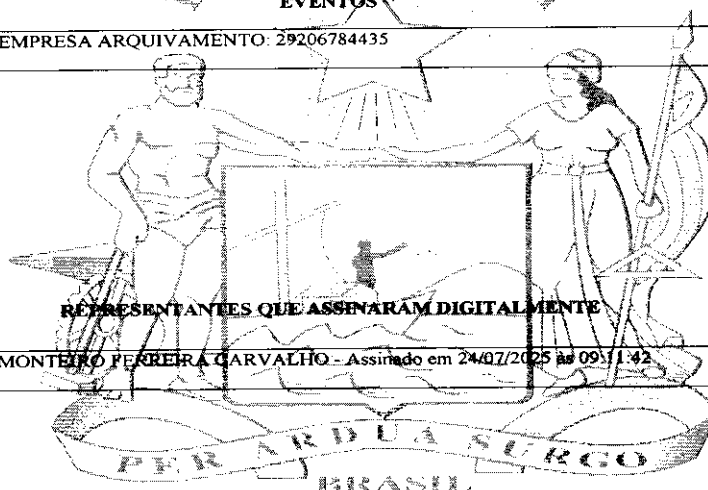 EVENTOS
EMPRESA ARQUIVAMENTO: 29206784435
REPRESENTANTES QUE ASSINARAM DIGITALMENTE
MONTEIRO FERREIRA CARVALHO - Assinado em 24/07/2025 às 09:11:42
PER ARDUA SURGO
BRASIL